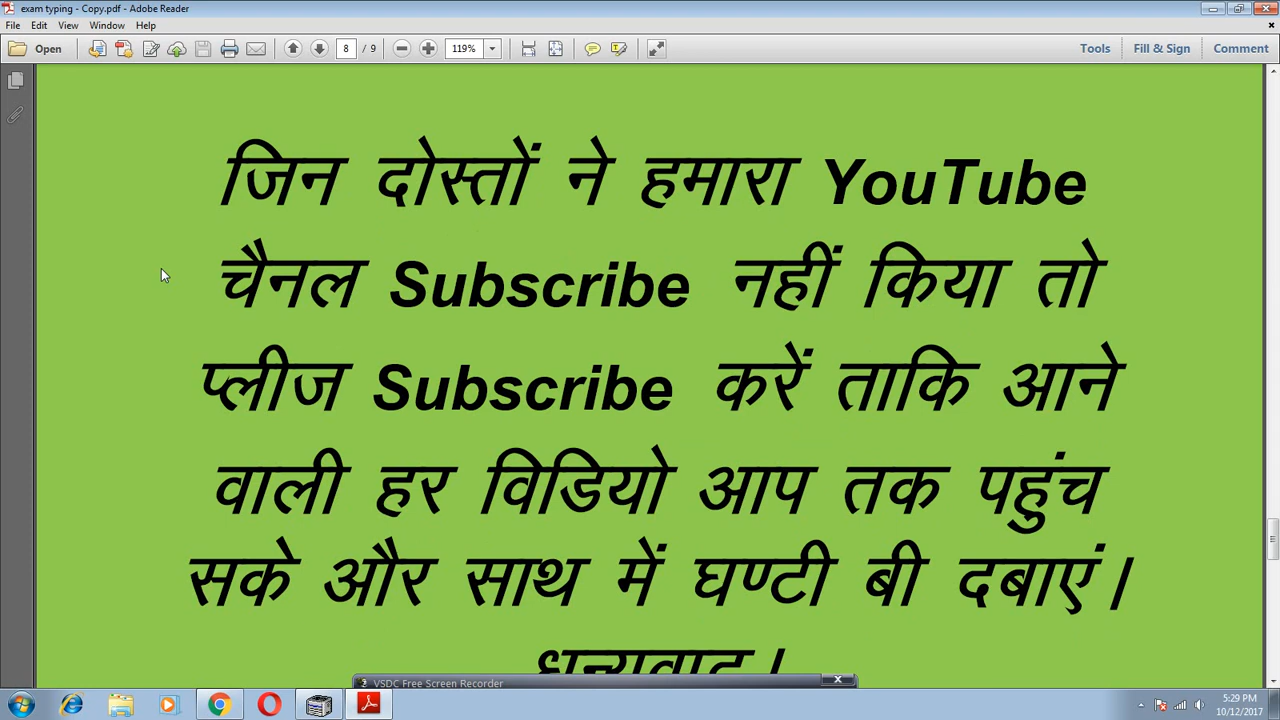 exam typing - Copy.pdf - Adobe Reader
File Edit View Window Help
Open 8 / 9 119% Tools Fill & Sign Comment
जिन दोस्तों ने हमारा YouTube
चैनल Subscribe नहीं किया तो
प्लीज Subscribe करें ताकि आने
वाली हर विडियो आप तक पहुंच
सके और साथ में घण्टी बी दबाएं।
धन्यवाद।
VSDC Free Screen Recorder
5:29 PM
10/12/2017